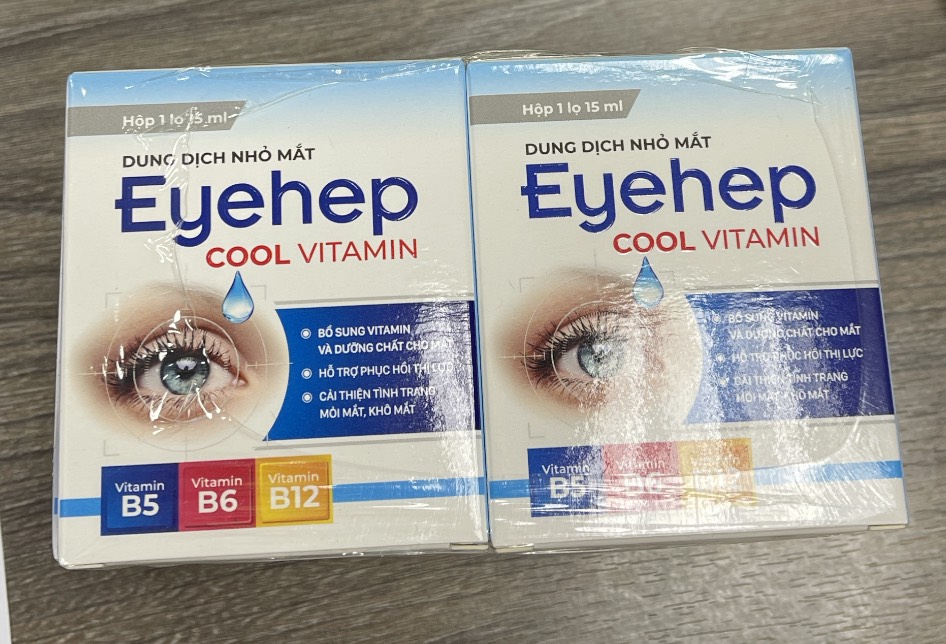 Hộp 1 lọ 15 ml
DUNG DỊCH NHỎ MẮT
Eyehep
COOL VITAMIN
BỔ SUNG VITAMIN
VÀ DƯỠNG CHẤT CHO MẮT
HỖ TRỢ PHỤC HỒI THỊ LỰC
CẢI THIỆN TÌNH TRẠNG
MỎI MẮT, KHÔ MẮT
Vitamin
B5
Vitamin
B6
Vitamin
B12
Hộp 1 lọ 15 ml
DUNG DỊCH NHỎ MẮT
Eyehep
COOL VITAMIN
BỔ SUNG VITAMIN
VÀ DƯỠNG CHẤT CHO MẮT
HỖ TRỢ PHỤC HỒI THỊ LỰC
CẢI THIỆN TÌNH TRẠNG
MỎI MẮT, KHÔ MẮT
Vitamin
B5
Vitamin